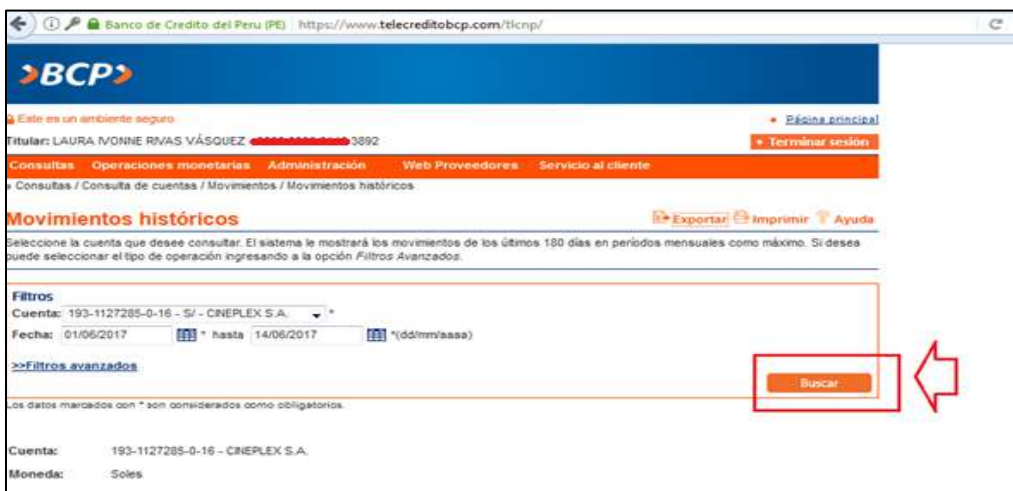 Banco de Credito del Peru (PE) https://www.telecreditobcp.com/tlcnp/
BCP
Este es un ambiente seguro
Página principal
Titular: LAURA IVONNE RIVAS VÁSQUEZ 3892
Terminar sesión
Consultas Operaciones monetarias Administración Web Proveedores Servicio al cliente
» Consultas / Consulta de cuentas / Movimientos / Movimientos históricos
Movimientos históricos Exportar Imprimir ? Ayuda
Seleccione la cuenta que desee consultar. El sistema le mostrará los movimientos de los últimos 180 días en períodos mensuales como máximo. Si desea
puede seleccionar el tipo de operación ingresando a la opción Filtros Avanzados.
Filtros
Cuenta: 193-1127285-0-16 - S/ - CINEPLEX S.A. *
Fecha: 01/06/2017 * hasta 14/06/2017 *(dd/mm/aaaa)
>>Filtros avanzados
Buscar
Los datos marcados con * son considerados como obligatorios.
Cuenta: 193-1127285-0-16 - CINEPLEX S.A.
Moneda: Soles